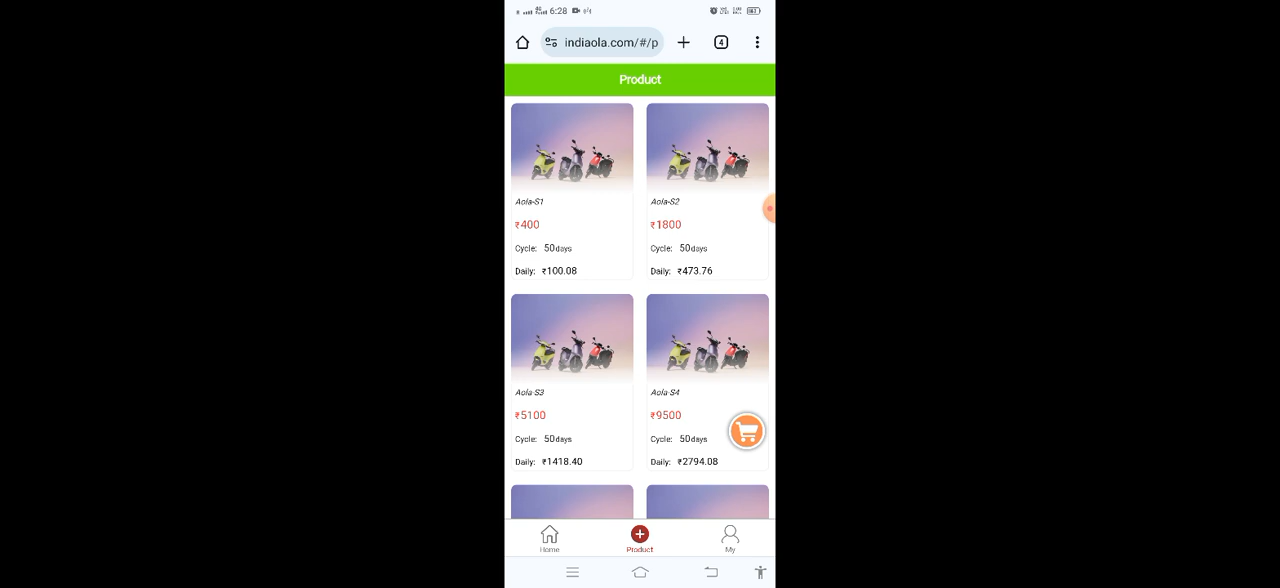 6:28
indiaola.com/#/p
4
Product
Aola-S1
Aola-S2
₹400
₹1800
Cycle: 50days
Cycle: 50days
Daily: ₹100.08
Daily: ₹473.76
Aola-S3
Aola-S4
₹5100
₹9500
Cycle: 50days
Cycle: 50days
Daily: ₹1418.40
Daily: ₹2794.08
Home
Product
My